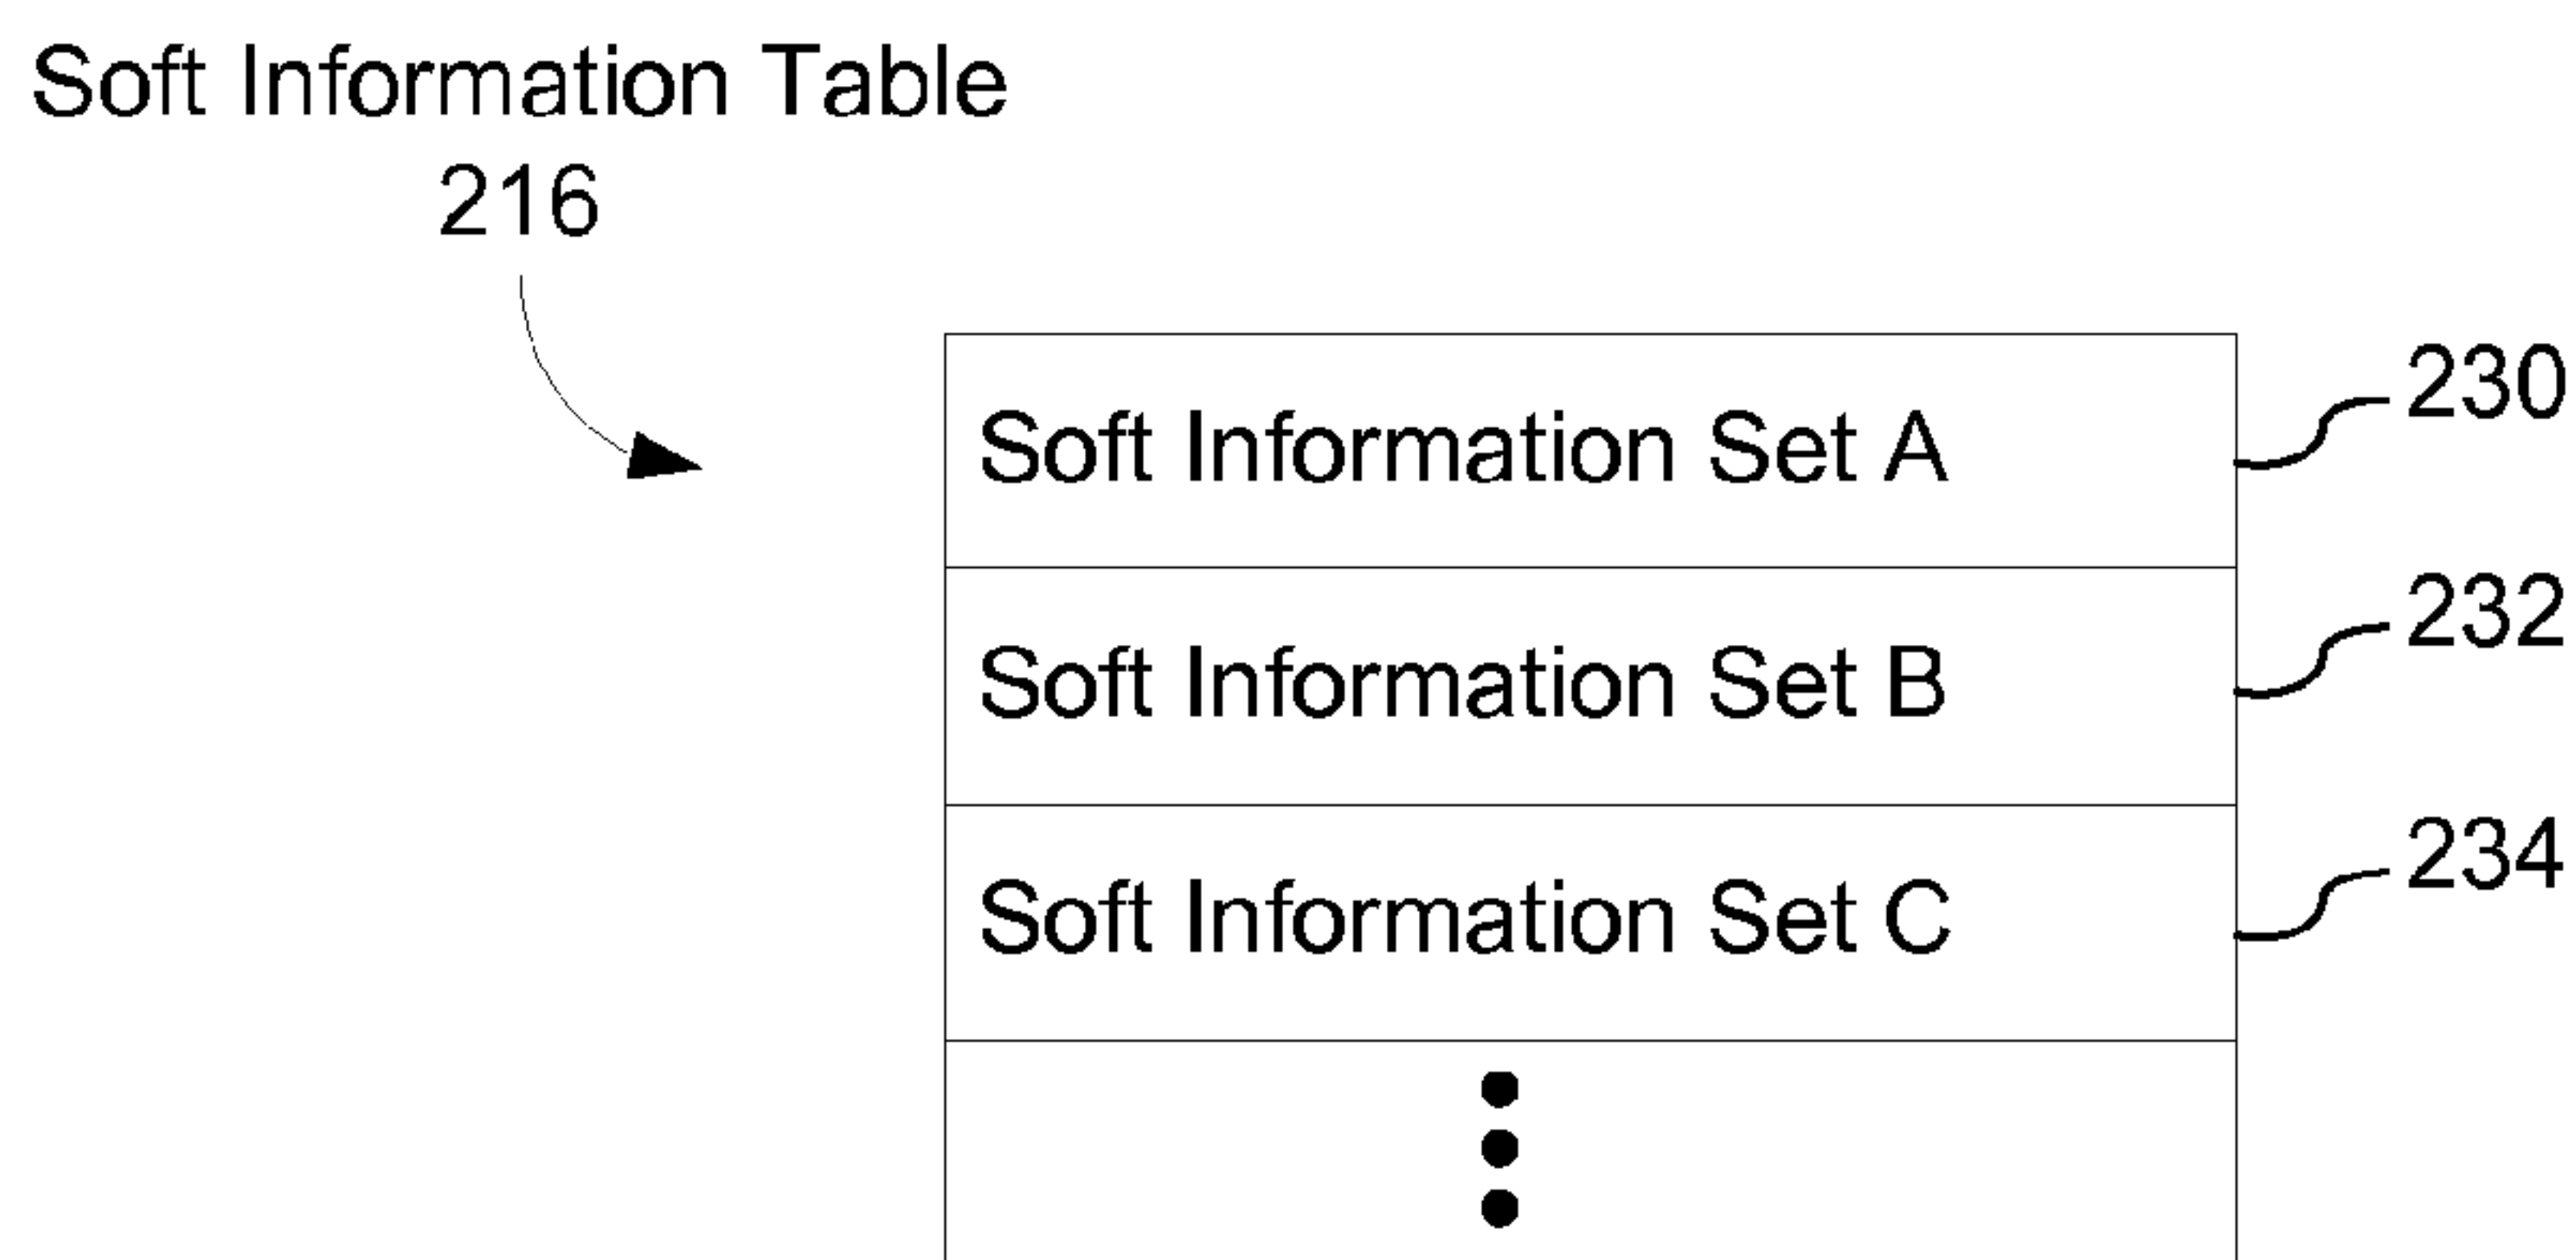 Soft Information Table
216
Soft Information Set A
230
Soft Information Set B
232
Soft Information Set C
234